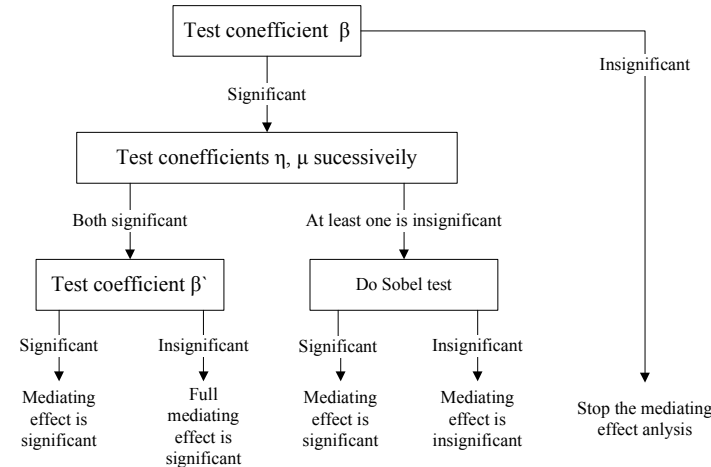 Test conefficient β
Insignificant
Significant
Test conefficients η, μ sucessiveily
Both significant
At least one is insignificant
Test coefficient β`
Do Sobel test
Significant
Insignificant
Significant
Insignificant
Mediating
effect is
significant
Full
mediating
effect is
significant
Mediating
effect is
significant
Mediating
effect is
insignificant
Stop the mediating
effect anlysis